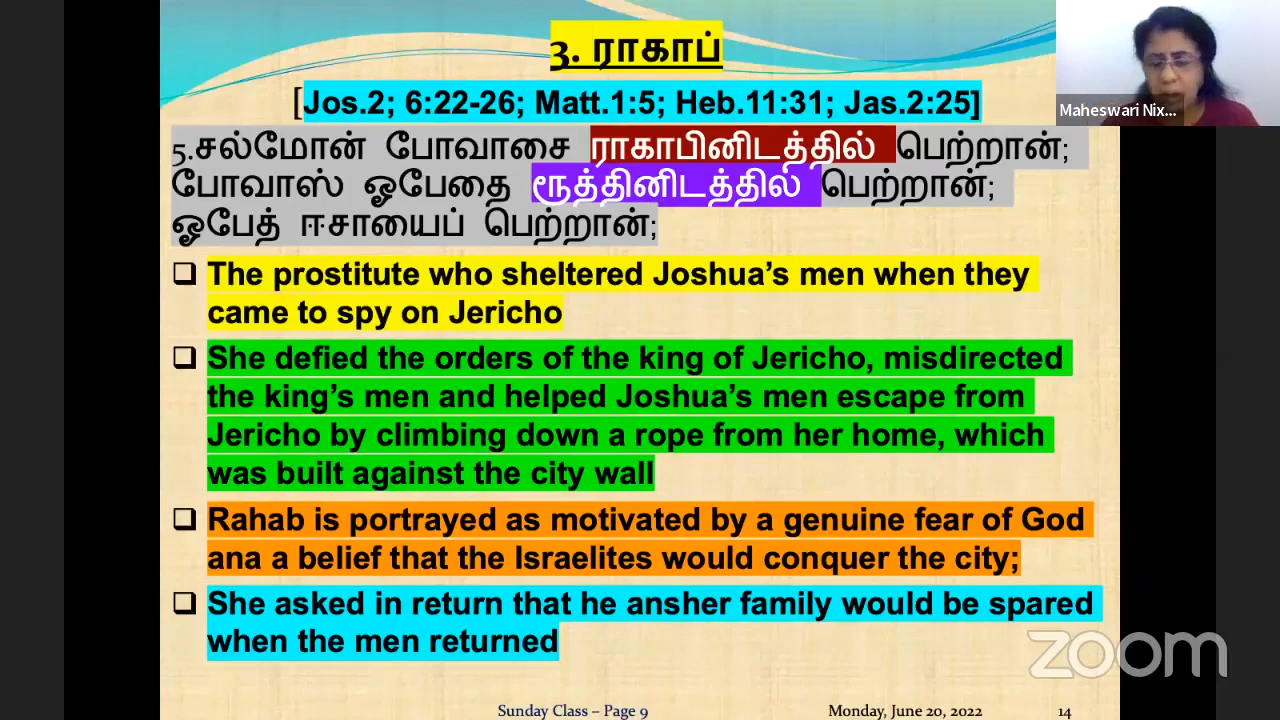 3. ராகாப்
[Jos.2; 6:22-26; Matt.1:5; Heb.11:31; Jas.2:25]
5.சல்மோன் போவாசை ராகாபினிடத்தில் பெற்றான்;
போவாஸ் ஓபேதை ரூத்தினிடத்தில் பெற்றான்;
ஓபேத் ஈசாயைப் பெற்றான்;
❑ The prostitute who sheltered Joshua’s men when they
came to spy on Jericho
❑ She defied the orders of the king of Jericho, misdirected
the king’s men and helped Joshua’s men escape from
Jericho by climbing down a rope from her home, which
was built against the city wall
❑ Rahab is portrayed as motivated by a genuine fear of God
ana a belief that the Israelites would conquer the city;
❑ She asked in return that he ansher family would be spared
when the men returned
Maheswari Nix...
zoom
Sunday Class – Page 9
Monday, June 20, 2022
14